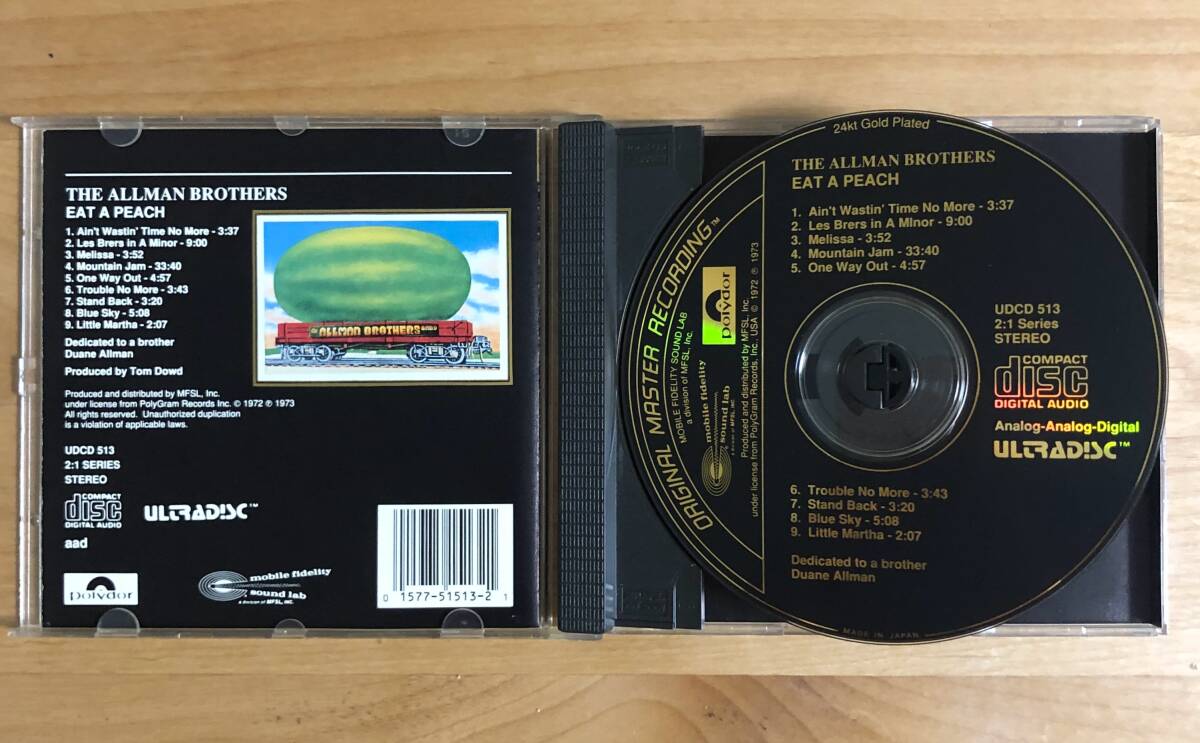 THE ALLMAN BROTHERS
EAT A PEACH
1. Ain't Wastin' Time No More - 3:37
2. Les Brers in A Minor - 9:00
3. Melissa - 3:52
4. Mountain Jam - 33:40
5. One Way Out - 4:57
6. Trouble No More - 3:43
7. Stand Back - 3:20
8. Blue Sky - 5:08
9. Little Martha - 2:07
Dedicated to a brother
Duane Allman
Produced by Tom Dowd
Produced and distributed by MFSL, Inc.
under license from PolyGram Records Inc. © 1972 ℗ 1973
All rights reserved. Unauthorized duplication
is a violation of applicable laws.
UDCD 513
2:1 SERIES
STEREO
COMPACT
disc
DIGITAL AUDIO
ULTRADISC™
aad
polydor
mobile fidelity
sound lab
a division of MFSL, INC.
0 1577-51513-2 1
ALLMAN BROTHERS
24kt Gold Plated
THE ALLMAN BROTHERS
EAT A PEACH
1. Ain't Wastin' Time No More - 3:37
2. Les Brers in A MInor - 9:00
3. Melissa - 3:52
4. Mountain Jam - 33:40
5. One Way Out - 4:57
ORIGINAL MASTER RECORDING™
MOBILE FIDELITY SOUND LAB
a division of MFSL, Inc.
polydor
mobile fidelity
sound lab
a division of MFSL, INC.
Produced and distributed by MFSL, Inc.
under license from PolyGram Records, Inc. USA © 1972 ℗ 1973
UDCD 513
2:1 Series
STEREO
COMPACT
disc
DIGITAL AUDIO
Analog-Analog-Digital
ULTRADISC™
6. Trouble No More - 3:43
7. Stand Back - 3:20
8. Blue Sky - 5:08
9. Little Martha - 2:07
Dedicated to a brother
Duane Allman
MADE IN JAPAN